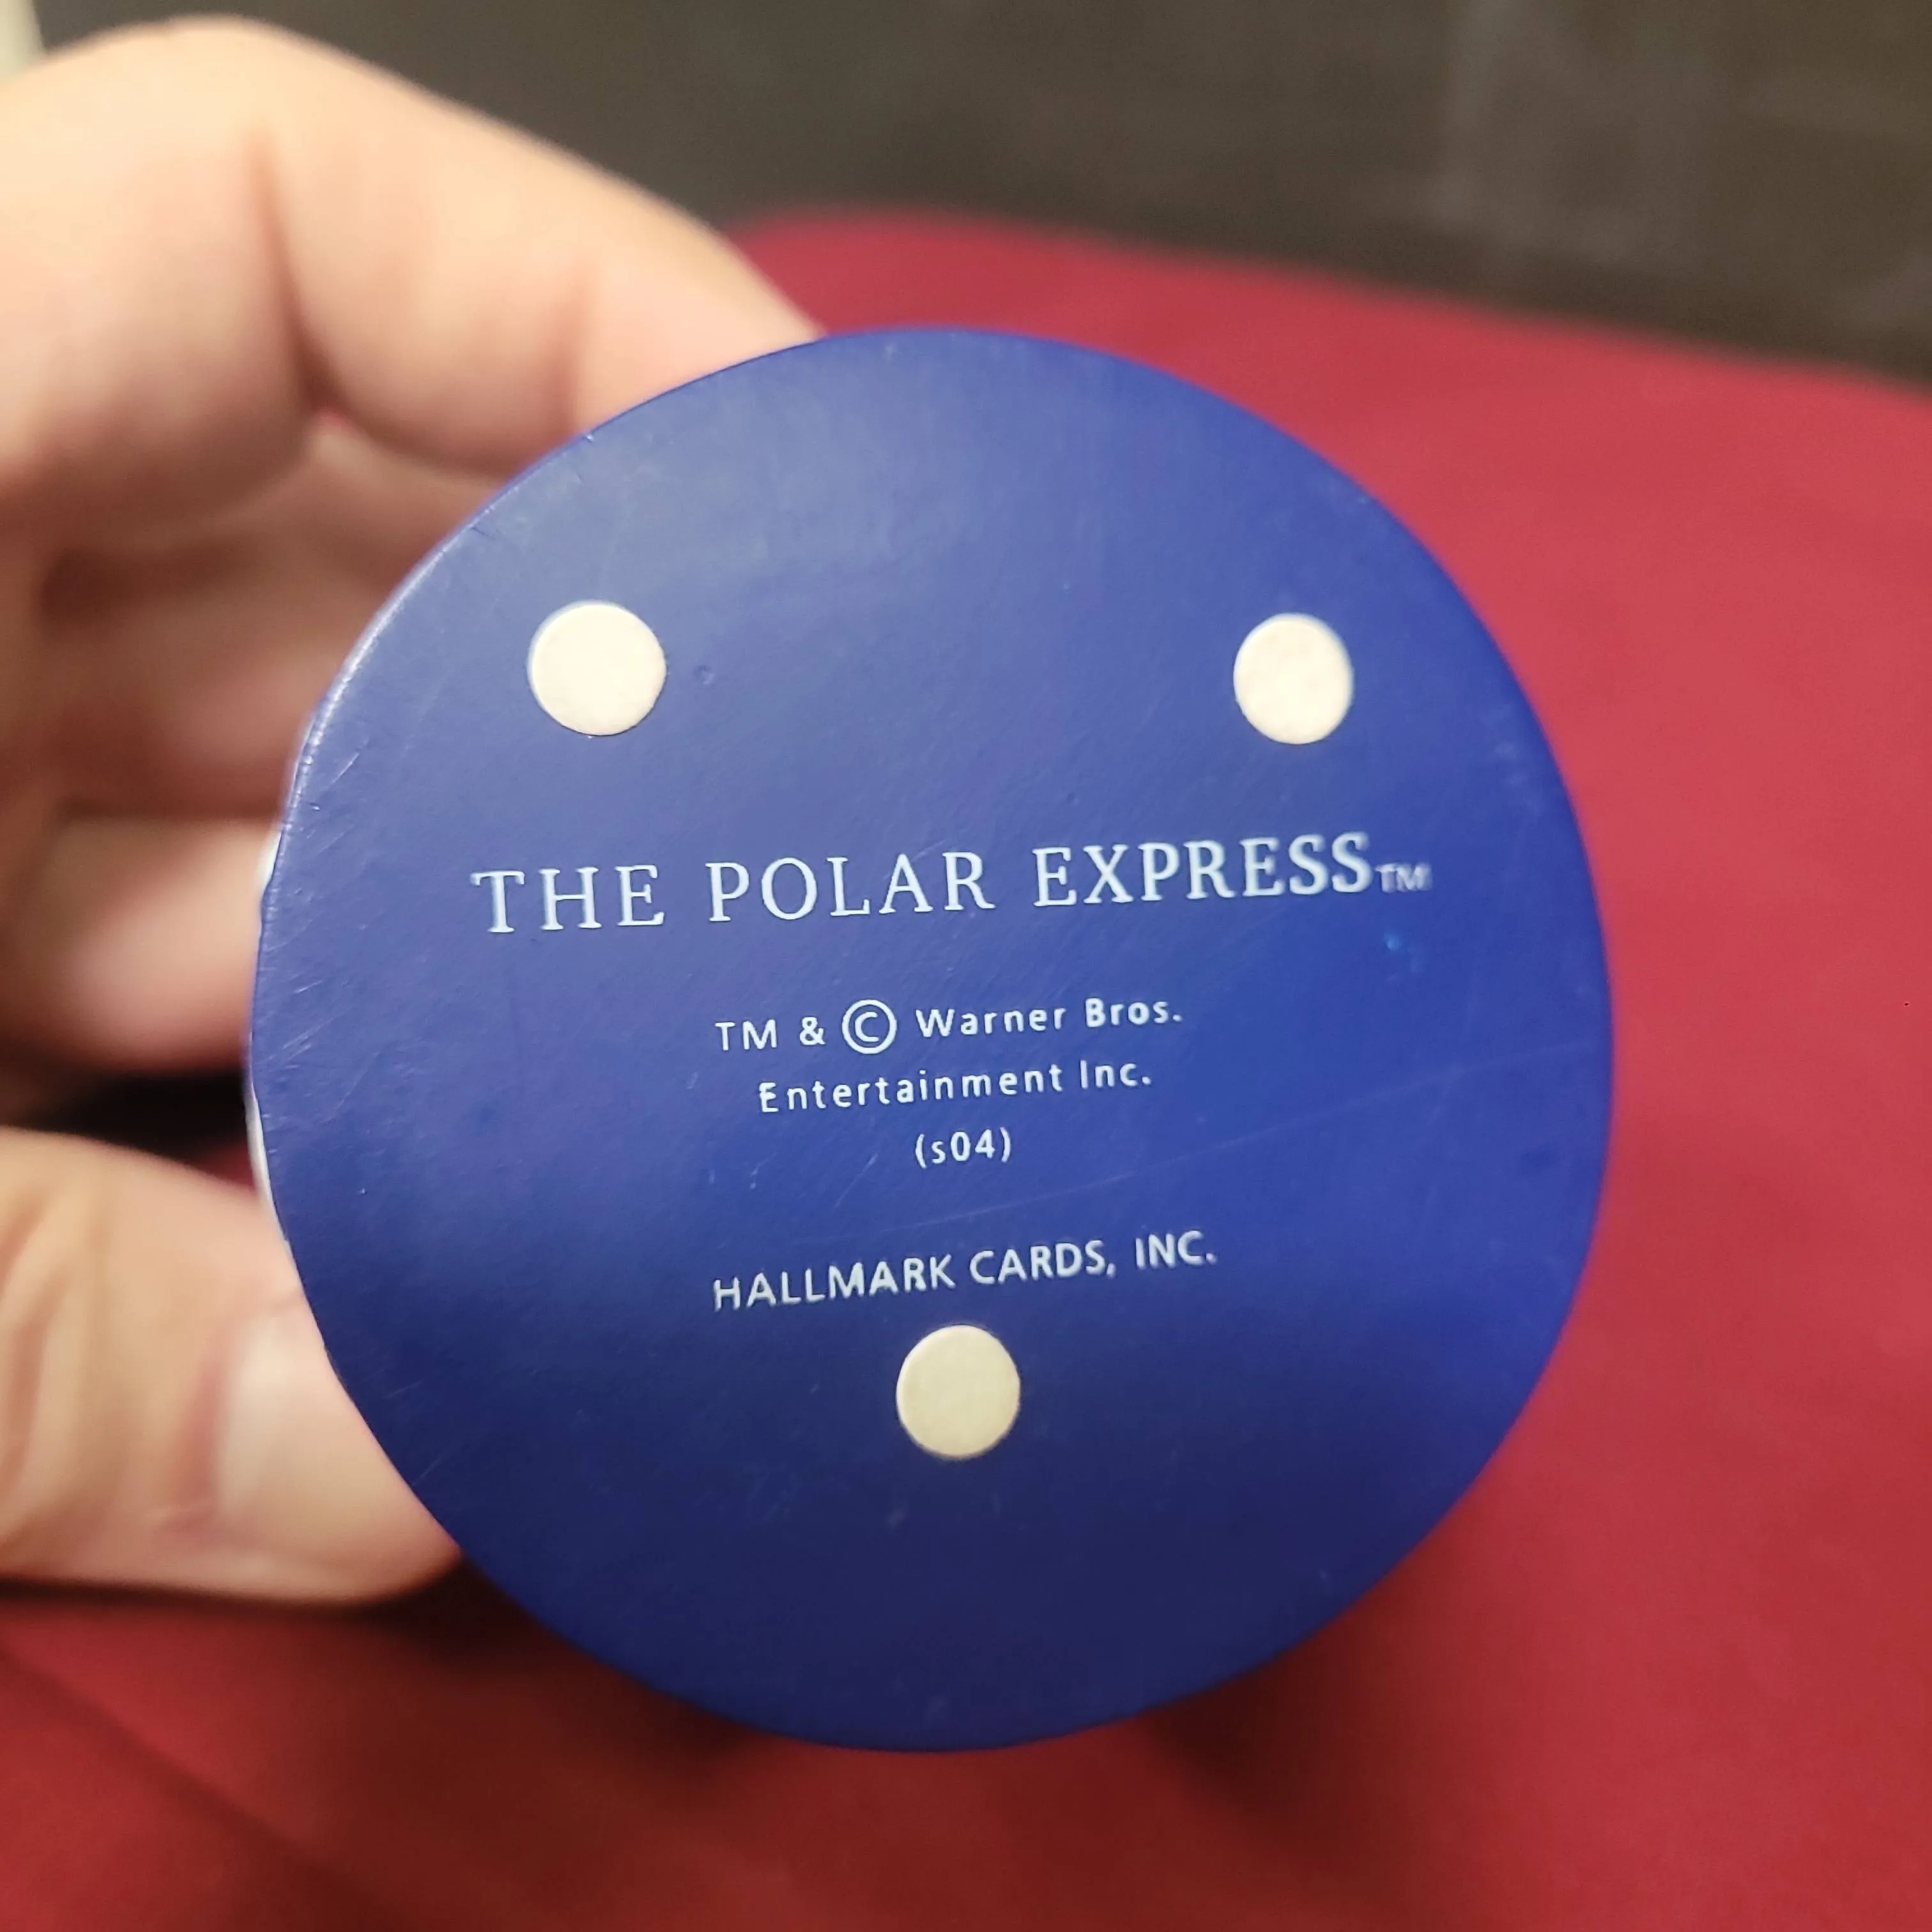 THE POLAR EXPRESS™
TM & © Warner Bros.
Entertainment Inc.
(s04)
HALLMARK CARDS, INC.